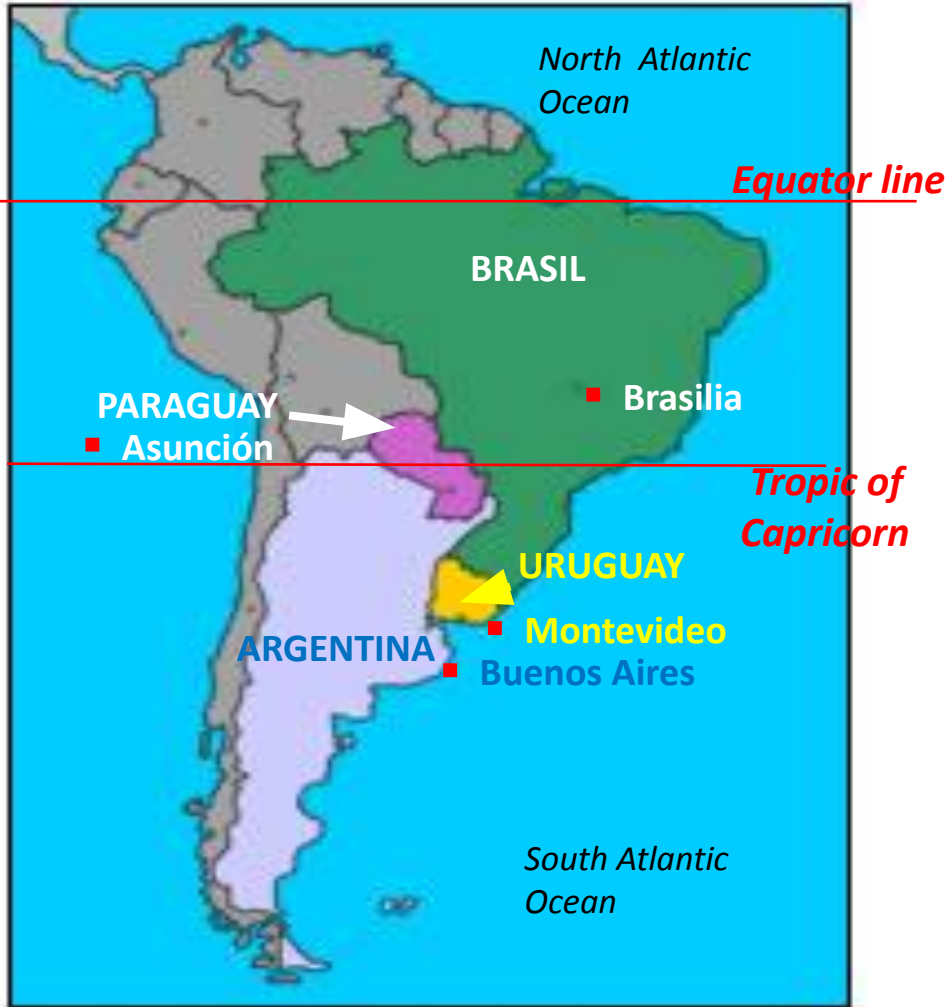 North Atlantic
Ocean
Equator line
BRASIL
Brasilia
PARAGUAY
Asunción
Tropic of
Capricorn
URUGUAY
Montevideo
ARGENTINA
Buenos Aires
South Atlantic
Ocean